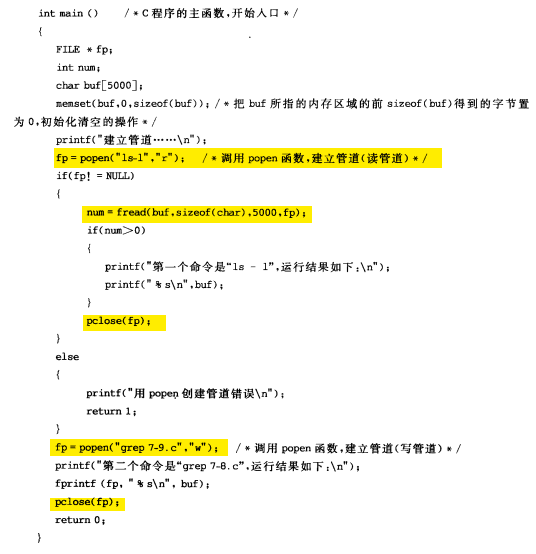 int main ()    /*C程序的主函数,开始入口*/
{
FILE * fp;
int num;
char buf[5000];
memset(buf,0,sizeof(buf));/*把 buf 所指的内存区域的前 sizeof(buf)得到的字节置
为 0,初始化清空的操作*/
printf("建立管道……\n");
fp=popen("ls-l","r");    /*调用 popen 函数,建立管道(读管道)*/
if(fp! = NULL)
{
num = fread(buf,sizeof(char),5000,fp);
if(num>0)
{
printf("第一个命令是“ls - l”,运行结果如下:\n");
printf("%s\n",buf);
}
pclose(fp);
}
else
{
printf("用 popen 创建管道错误\n");
return 1;
}
fp=popen("grep 7-9.c","w");    /*调用 popen 函数,建立管道(写管道)*/
printf("第二个命令是“grep 7-8.c”,运行结果如下:\n");
fprintf (fp, "%s\n", buf);
pclose(fp);
return 0;
}